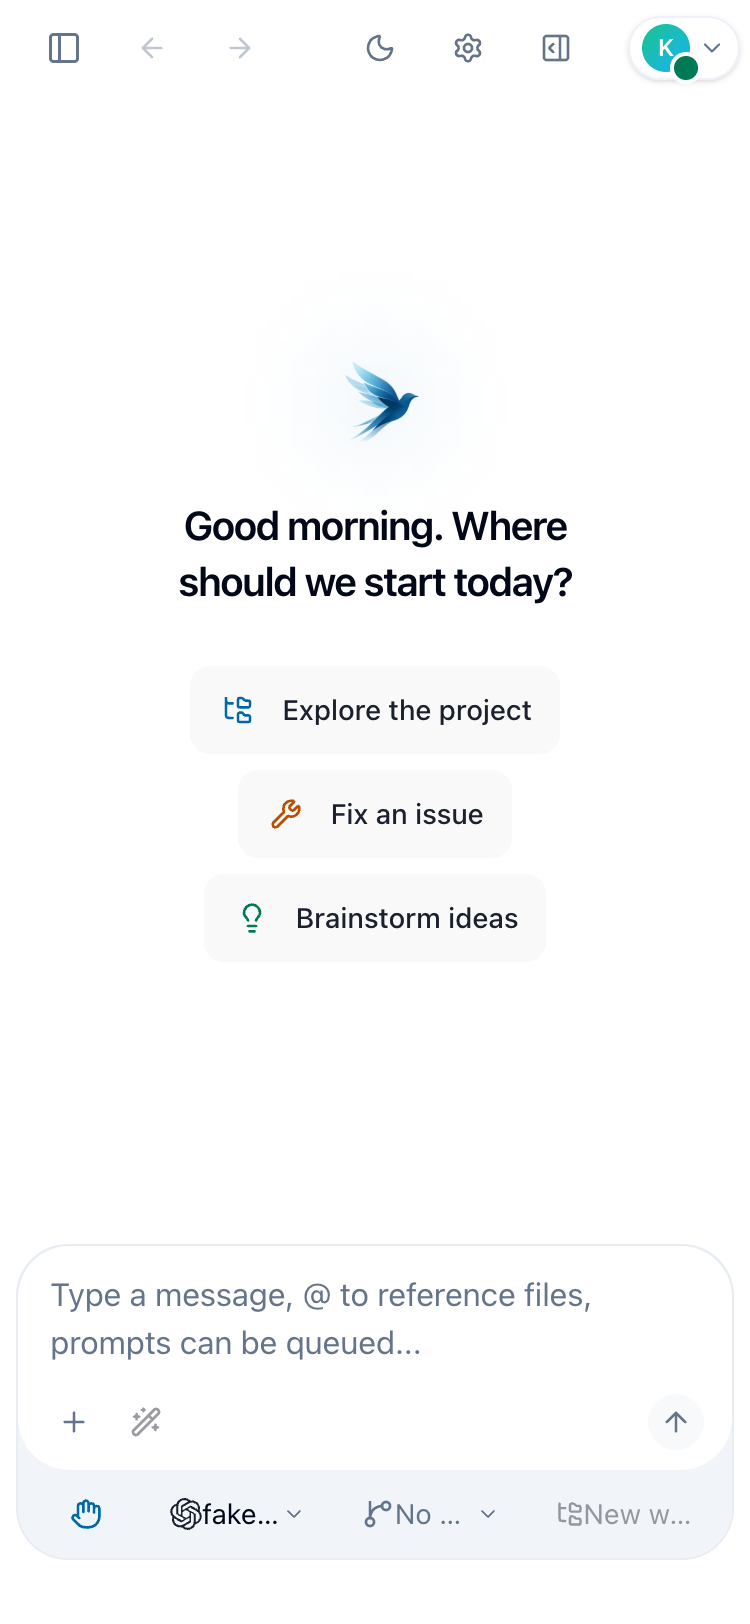 K
Good morning. Where
should we start today?
Explore the project
Fix an issue
Brainstorm ideas
Type a message, @ to reference files,
prompts can be queued...
fake...
No ...
New w...